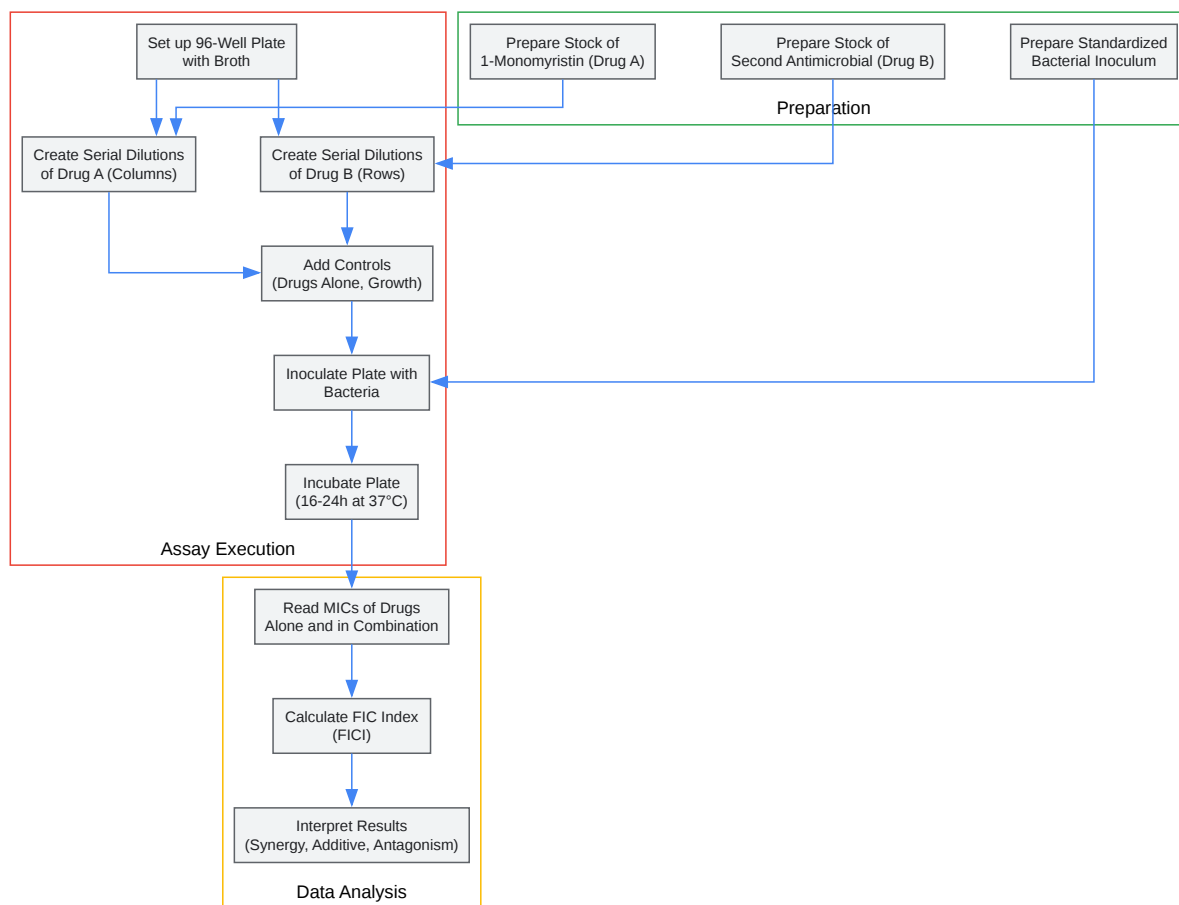 Set up 96-Well Plate
with Broth
Prepare Stock of
1-Monomyristin (Drug A)
Prepare Stock of
Second Antimicrobial (Drug B)
Prepare Standardized
Bacterial Inoculum
Preparation
Create Serial Dilutions
of Drug A (Columns)
Create Serial Dilutions
of Drug B (Rows)
Add Controls
(Drugs Alone, Growth)
Inoculate Plate with
Bacteria
Incubate Plate
(16-24h at 37°C)
Assay Execution
Read MICs of Drugs
Alone and in Combination
Calculate FIC Index
(FICI)
Interpret Results
(Synergy, Additive, Antagonism)
Data Analysis